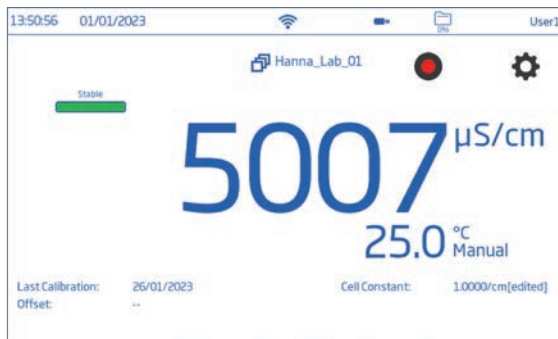 13:50:56 01/01/2023 0% User1
Hanna_Lab_01
Stable
5007 µS/cm
25.0 °C
Manual
Last Calibration: 26/01/2023 Cell Constant: 1.0000/cm[edited]
Offset: --